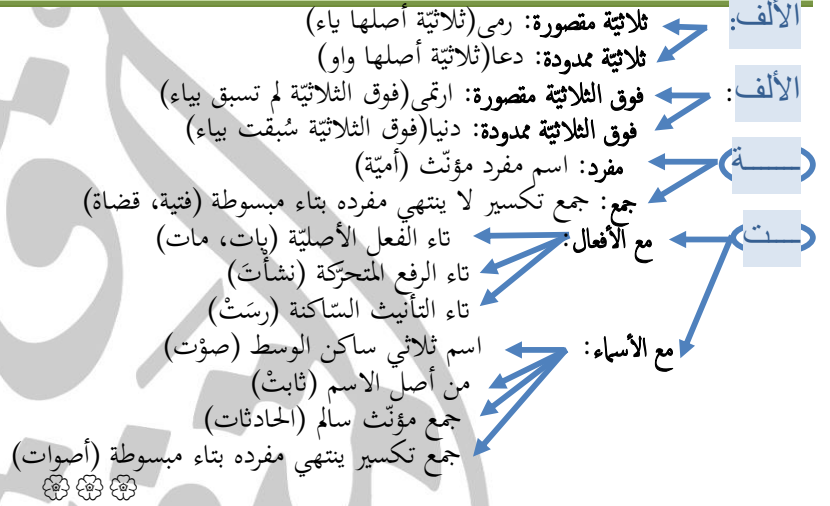 الألف: ثلاثيّة مقصورة: رمى(ثلاثيّة أصلها ياء)
ثلاثيّة ممدودة: دعا(ثلاثيّة أصلها واو)
الألف: فوق الثلاثيّة مقصورة: ارتمى(فوق الثلاثيّة لم تسبق بياء)
فوق الثلاثيّة ممدودة: دنيا(فوق الثلاثيّة سُبقت بياء)
ـــــة مفرد: اسم مفرد مؤنّث (أميّة)
جمع: جمع تكسير لا ينتهي مفرده بتاء مبسوطة (فتية، قضاة)
ـــت مع الأفعال: تاء الفعل الأصليّة (بات، مات)
تاء الرفع المتحرّكة (نشأْتَ)
تاء التأنيث السّاكنة (رسَتْ)
مع الأسماء: اسم ثلاثي ساكن الوسط (صوْت)
من أصل الاسم (ثابتْ)
جمع مؤنّث سالم (الحادثات)
جمع تكسير ينتهي مفرده بتاء مبسوطة (أصوات)